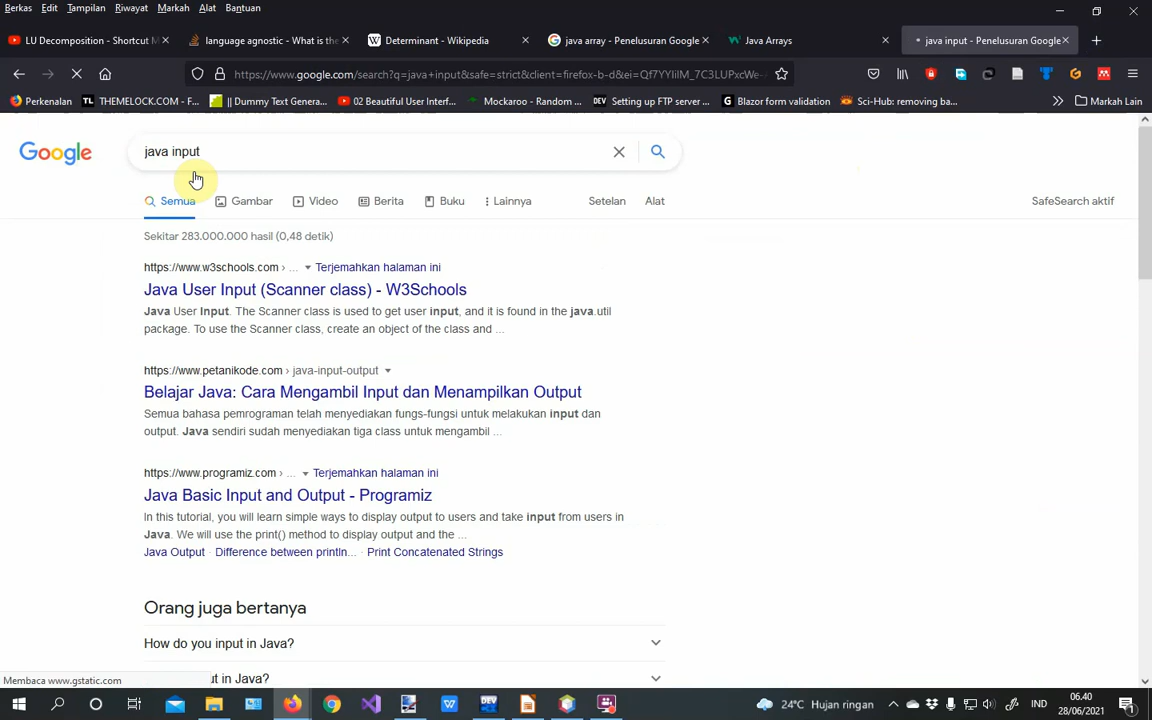 Berkas Edit Tampilan Riwayat Markah Alat Bantuan
LU Decomposition - Shortcut M language agnostic - What is the Determinant - Wikipedia java array - Penelusuran Google Java Arrays java input - Penelusuran Google
https://www.google.com/search?q=java+input&safe=strict&client=firefox-b-d&ei=Qf7YYIilM_7C3LUPxcWe-
Perkenalan THEMELOCK.COM - F... || Dummy Text Genera... 02 Beautiful User Interf... Mockaroo - Random ... Setting up FTP server ... Blazor form validation Sci-Hub: removing ba... Markah Lain
Google java input
Semua Gambar Video Berita Buku Lainnya Setelan Alat SafeSearch aktif
Sekitar 283.000.000 hasil (0,48 detik)
https://www.w3schools.com › ... Terjemahkan halaman ini
Java User Input (Scanner class) - W3Schools
Java User Input. The Scanner class is used to get user input, and it is found in the java.util
package. To use the Scanner class, create an object of the class and ...
https://www.petanikode.com › java-input-output
Belajar Java: Cara Mengambil Input dan Menampilkan Output
Semua bahasa pemrograman telah menyediakan fungs-fungsi untuk melakukan input dan
output. Java sendiri sudah menyediakan tiga class untuk mengambil ...
https://www.programiz.com › ... Terjemahkan halaman ini
Java Basic Input and Output - Programiz
In this tutorial, you will learn simple ways to display output to users and take input from users in
Java. We will use the print() method to display output and the ...
Java Output · Difference between println... · Print Concatenated Strings
Orang juga bertanya
How do you input in Java?
ut in Java?
Membaca www.gstatic.com
24°C Hujan ringan IND 06.40
28/06/2021